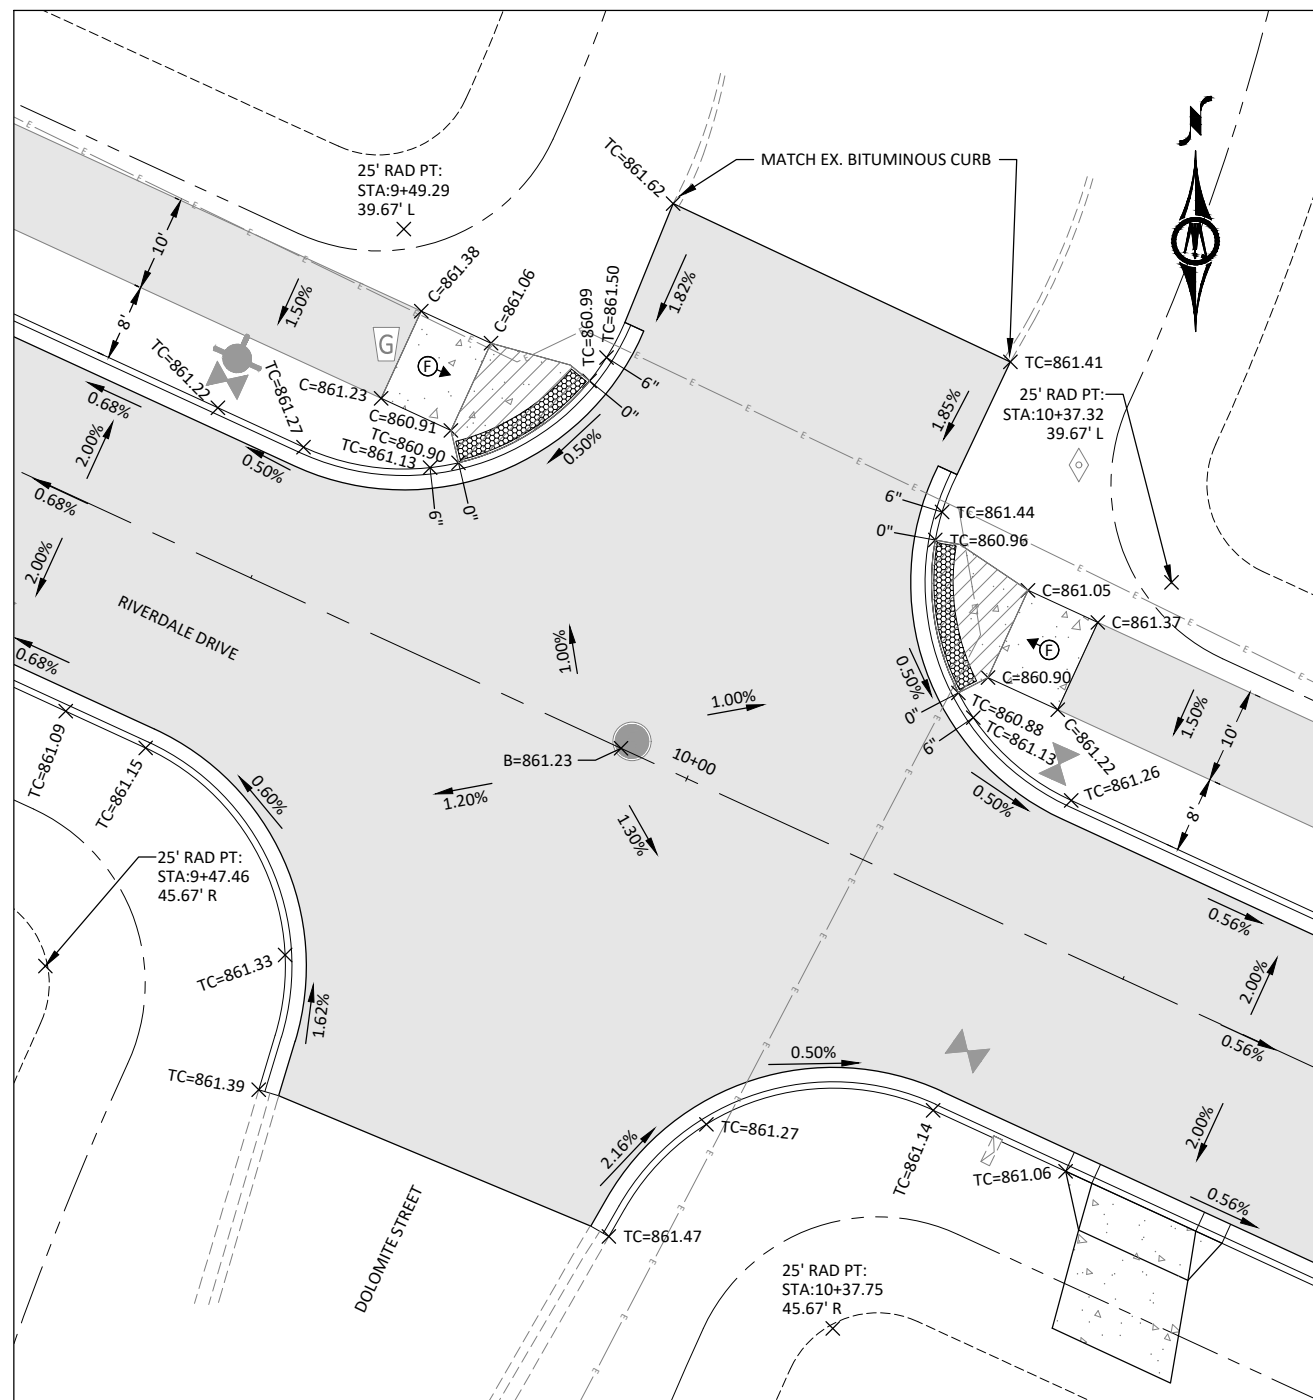 MATCH EX. BITUMINOUS CURB
25' RAD PT:
STA:9+49.29
39.67' L
TC=861.62
N
10'
1.50%
8'
C=861.38
C=861.06
TC=860.99
TC=861.50
1.82%
TC=861.41
25' RAD PT:
STA:10+37.32
39.67' L
1.85%
G
F
TC=861.22
TC=861.27
C=861.23
C=860.91
TC=860.90
TC=861.13
6"
0"
0.50%
0.68%
2.00%
0.50%
6"
0"
0.68%
2.00%
6"
TC=861.44
0"
TC=860.96
C=861.05
C=861.37
F
C=860.90
0.50%
0"
6"
TC=860.88
TC=861.13
C=861.22
TC=861.26
1.50%
10'
8'
RIVERDALE DRIVE
0.68%
1.00%
1.00%
B=861.23
10+00
1.20%
1.30%
0.50%
TC=861.09
TC=861.15
0.60%
25' RAD PT:
STA:9+47.46
45.67' R
TC=861.33
1.62%
TC=861.39
0.56%
2.00%
0.56%
0.50%
2.16%
TC=861.27
TC=861.14
TC=861.06
2.00%
0.56%
TC=861.47
DOLOMITE STREET
25' RAD PT:
STA:10+37.75
45.67' R
E
E
E
E
E
E
E
E
E
E
E
E
E